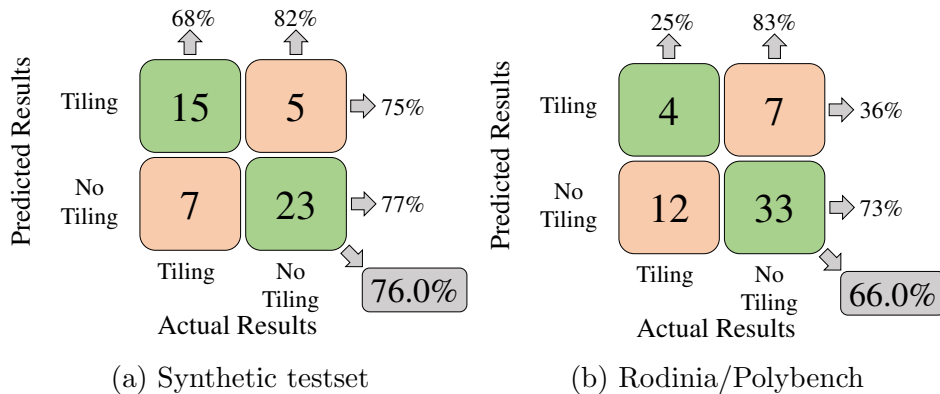 68%
82%
Predicted Results
Tiling
15
5
75%
No
Tiling
7
23
77%
Tiling
No
Tiling
76.0%
Actual Results
(a) Synthetic testset
25%
83%
Predicted Results
Tiling
4
7
36%
No
Tiling
12
33
73%
Tiling
No
Tiling
66.0%
Actual Results
(b) Rodinia/Polybench